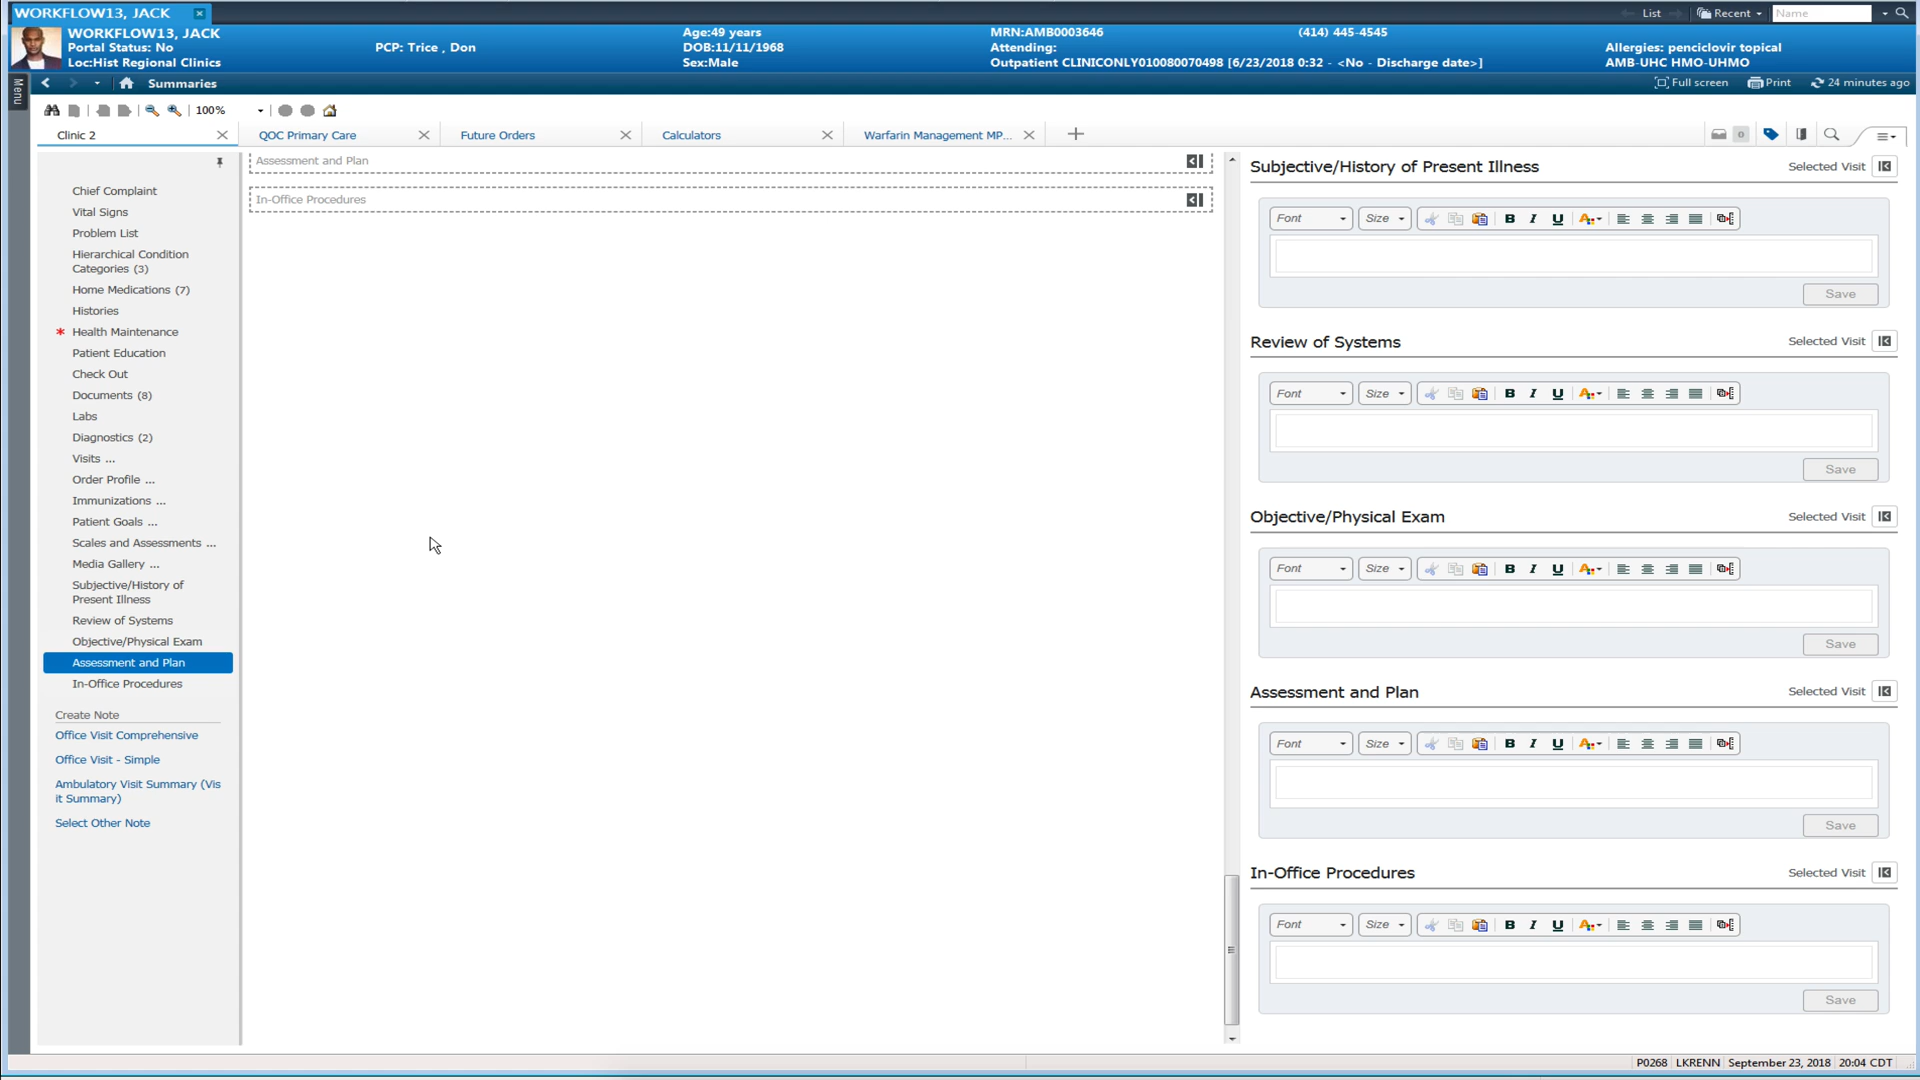 WORKFLOW13, JACK
List
Recent
Name
WORKFLOW13, JACK
Portal Status: No
Loc:Hist Regional Clinics
PCP: Trice , Don
Age:49 years
DOB:11/11/1968
Sex:Male
MRN:AMB0003646
Attending:
Outpatient CLINICONLY010080070498 [6/23/2018 0:32 - <No - Discharge date>]
(414) 445-4545
Allergies: penciclovir topical
AMB-UHC HMO-UHMO
Menu
Summaries
Full screen
Print
24 minutes ago
100%
Clinic 2
QOC Primary Care
Future Orders
Calculators
Warfarin Management MP...
0
Chief Complaint
Vital Signs
Problem List
Hierarchical Condition
Categories (3)
Home Medications (7)
Histories
* Health Maintenance
Patient Education
Check Out
Documents (8)
Labs
Diagnostics (2)
Visits ...
Order Profile ...
Immunizations ...
Patient Goals ...
Scales and Assessments ...
Media Gallery ...
Subjective/History of
Present Illness
Review of Systems
Objective/Physical Exam
Assessment and Plan
In-Office Procedures
Create Note
Office Visit Comprehensive
Office Visit - Simple
Ambulatory Visit Summary (Vis
it Summary)
Select Other Note
Assessment and Plan
In-Office Procedures
Subjective/History of Present Illness
Selected Visit
Font
Size
B I U A
Save
Review of Systems
Selected Visit
Font
Size
B I U A
Save
Objective/Physical Exam
Selected Visit
Font
Size
B I U A
Save
Assessment and Plan
Selected Visit
Font
Size
B I U A
Save
In-Office Procedures
Selected Visit
Font
Size
B I U A
Save
P0268 LKRENN September 23, 2018 20:04 CDT